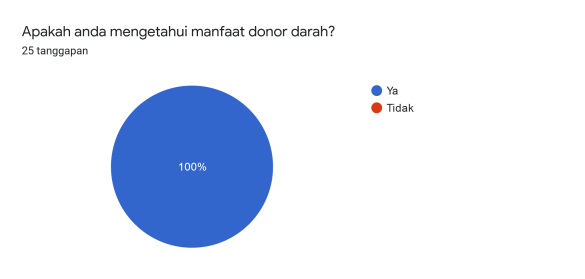 Apakah anda mengetahui manfaat donor darah?
25 tanggapan
Ya
Tidak
100%